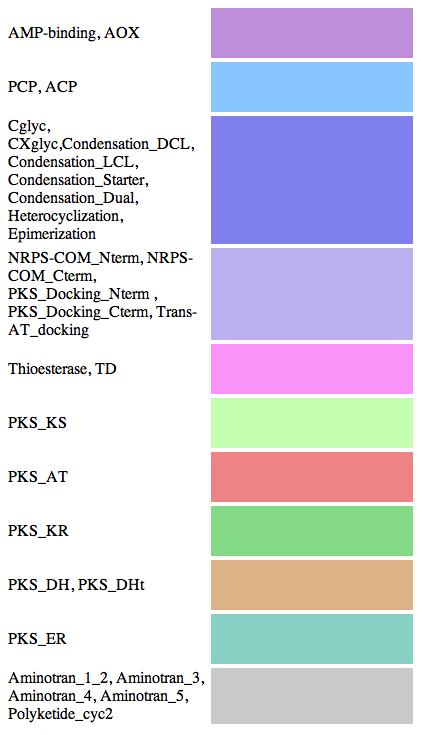 AMP-binding, AOX
PCP, ACP
Cglyc,
CXglyc,Condensation_DCL,
Condensation_LCL,
Condensation_Starter,
Condensation_Dual,
Heterocyclization,
Epimerization
NRPS-COM_Nterm, NRPS-
COM_Cterm,
PKS_Docking_Nterm ,
PKS_Docking_Cterm, Trans-
AT_docking
Thioesterase, TD
PKS_KS
PKS_AT
PKS_KR
PKS_DH, PKS_DHt
PKS_ER
Aminotran_1_2, Aminotran_3,
Aminotran_4, Aminotran_5,
Polyketide_cyc2